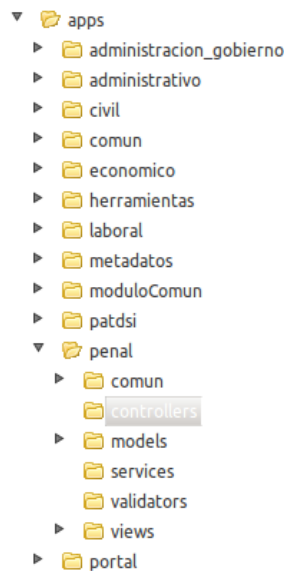 apps
administracion_gobierno
administrativo
civil
comun
economico
herramientas
laboral
metadatos
moduloComun
patdsi
penal
comun
controllers
models
services
validators
views
portal